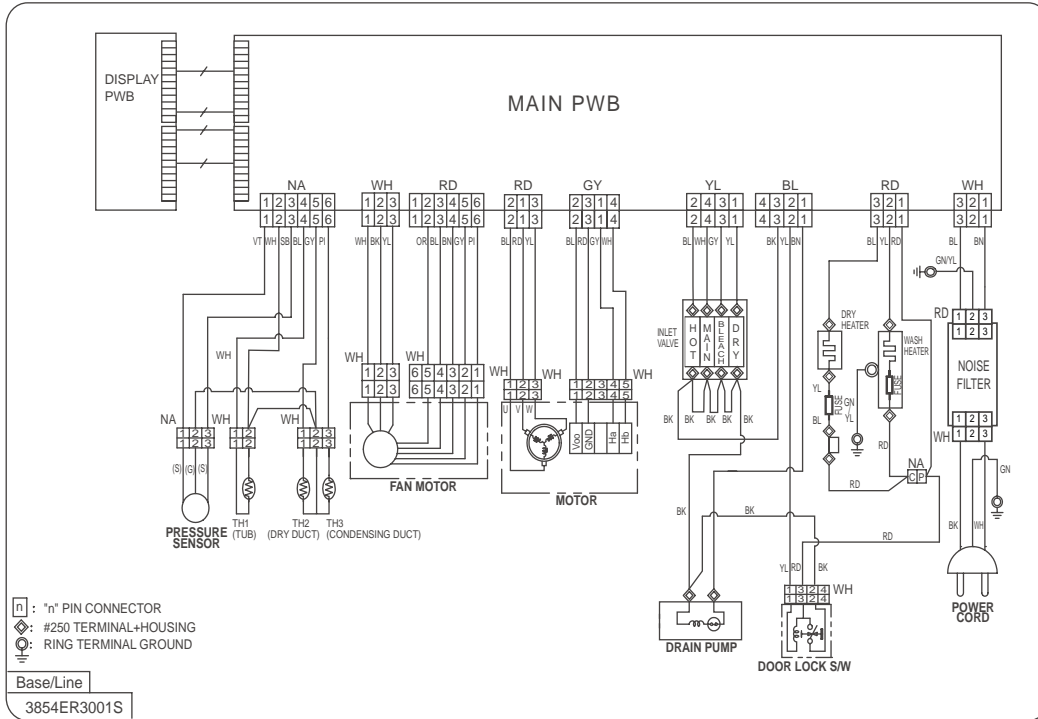 DISPLAY
PWB
MAIN PWB
NA WH RD RD GY YL BL RD WH
1 2 3 4 5 6 1 2 3 1 2 3 4 5 6 2 1 3 2 3 1 4 2 4 3 1 4 3 2 1 3 2 1 3 2 1
1 2 3 4 5 6 1 2 3 1 2 3 4 5 6 2 1 3 2 3 1 4 2 4 3 1 4 3 2 1 3 2 1 3 2 1
VT WH SB BL GY PI WH BK YL OR BL BN GY PI BL RD YL BL RD GY WH BL WH GY YL BK YL BN BL YL RD BL BN
GN/YL
WH
WH WH
1 2 3 6 5 4 3 2 1
1 2 3 6 5 4 3 2 1
FAN MOTOR
WH WH
1 2 3 1 2 3 4 5
1 2 3 1 2 3 4 5
U V W
Voo
GND
Ha
Hb
MOTOR
INLET
VALVE
HOT
MAIN
BLEACH
DRY
BK BK BK BK BK
DRY
HEATER
YL
FUSE
BL
GN/YL
WASH
HEATER
FUSE
RD
RD
NA
C P
RD
RD
1 2 3
1 2 3
NOISE
FILTER
WH
1 2 3
1 2 3
GN
BK WH
POWER
CORD
NA WH WH
1 2 3 1 2 1 2 3
1 2 3 1 2 1 2 3
(S) (G) (S)
PRESSURE
SENSOR
TH1
(TUB)
TH2
(DRY DUCT)
TH3
(CONDENSING DUCT)
BK BK
BK
YL RD BK
1 3 2 4 WH
1 3 2 4
DRAIN PUMP
DOOR LOCK S/W
n : "n" PIN CONNECTOR
: #250 TERMINAL+HOUSING
: RING TERMINAL GROUND
Base/Line
3854ER3001S